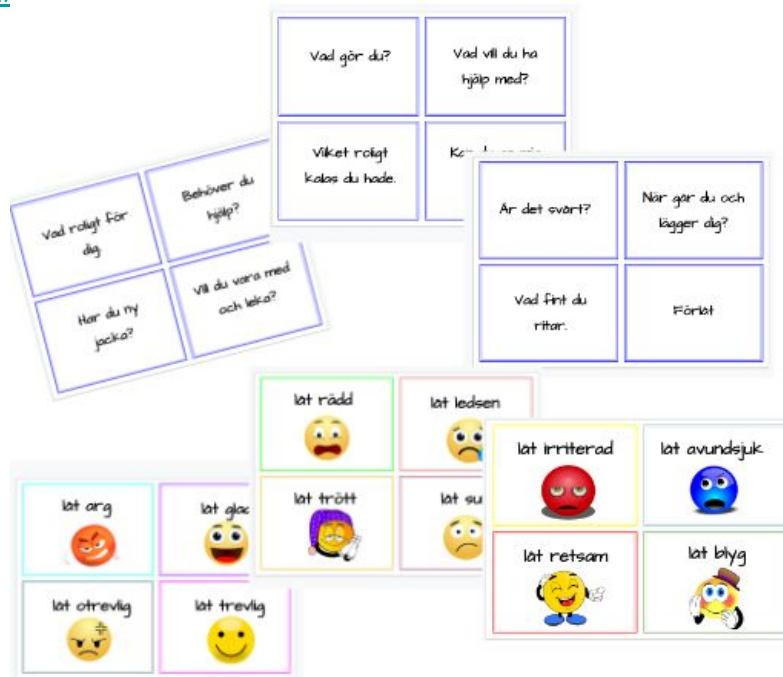 Vad gör du?
Vad vill du ha
hjälp med?
Vilket roligt
kalas du hade.
Vad roligt för
dig.
Behöver du
hjälp?
Har du ny
jacka?
Vill du vara med
och leka?
Är det svårt?
När går du och
lägger dig?
Vad fint du
ritar.
Förlåt
låt rädd
låt ledsen
låt trött
låt
låt irriterad
låt avundsjuk
låt retsam
låt blyg
låt arg
låt
låt otrevlig
låt trevlig